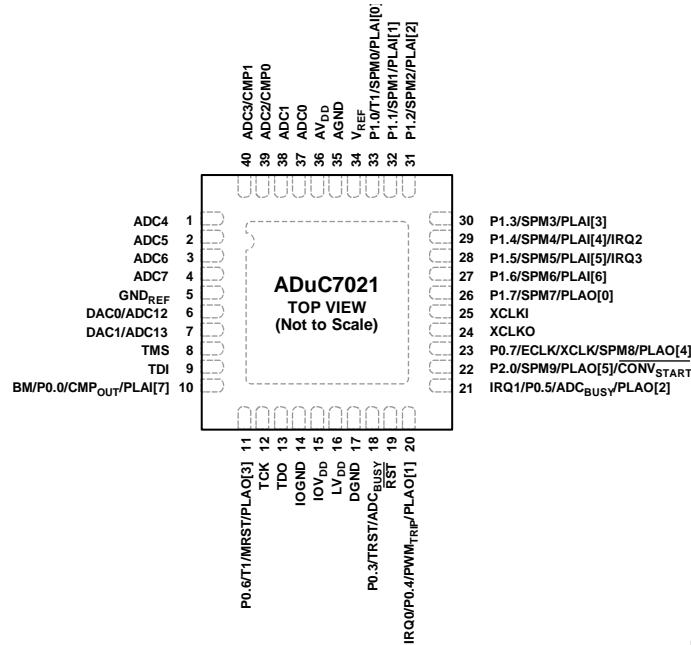 40 ADC3/CMP1
39 ADC2/CMP0
38 ADC1
37 ADC0
36 AVDD
35 AGND
34 VREF
33 P1.0/T1/SPM0/PLAI[0]
32 P1.1/SPM1/PLAI[1]
31 P1.2/SPM2/PLAI[2]
ADC4 1
ADC5 2
ADC6 3
ADC7 4
GNDREF 5
DAC0/ADC12 6
DAC1/ADC13 7
TMS 8
TDI 9
BM/P0.0/CMPOUT/PLAI[7] 10
ADuC7021
TOP VIEW
(Not to Scale)
30 P1.3/SPM3/PLAI[3]
29 P1.4/SPM4/PLAI[4]/IRQ2
28 P1.5/SPM5/PLAI[5]/IRQ3
27 P1.6/SPM6/PLAI[6]
26 P1.7/SPM7/PLAO[0]
25 XCLKI
24 XCLKO
23 P0.7/ECLK/XCLK/SPM8/PLAO[4]
22 P2.0/SPM9/PLAO[5]/CONVSTART
21 IRQ1/P0.5/ADCBUSY/PLAO[2]
P0.6/T1/MRST/PLAO[3] 11
TCK 12
TDO 13
IOGND 14
IOVDD 15
LVDD 16
DGND 17
P0.3/TRST/ADCBUSY 18
RST 19
IRQ0/P0.4/PWMTRIP/PLAO[1] 20